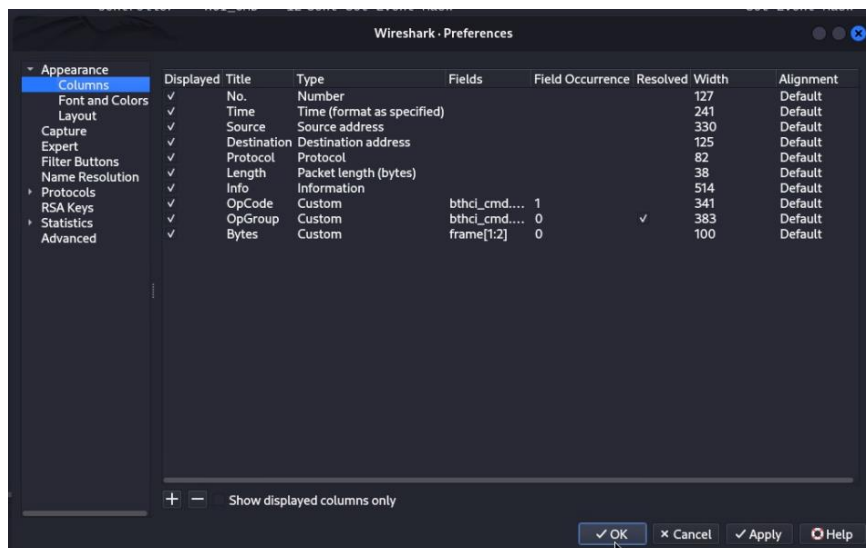 Wireshark · Preferences
Appearance
Columns
Font and Colors
Layout
Capture
Expert
Filter Buttons
Name Resolution
Protocols
RSA Keys
Statistics
Advanced
Displayed Title Type Fields Field Occurrence Resolved Width Alignment
✓ No. Number 127 Default
✓ Time Time (format as specified) 241 Default
✓ Source Source address 330 Default
✓ Destination Destination address 125 Default
✓ Protocol Protocol 82 Default
✓ Length Packet length (bytes) 38 Default
✓ Info Information 514 Default
✓ OpCode Custom bthci_cmd.... 1 341 Default
✓ OpGroup Custom bthci_cmd.... 0 ✓ 383 Default
✓ Bytes Custom frame[1:2] 0 100 Default
Show displayed columns only
OK Cancel Apply Help